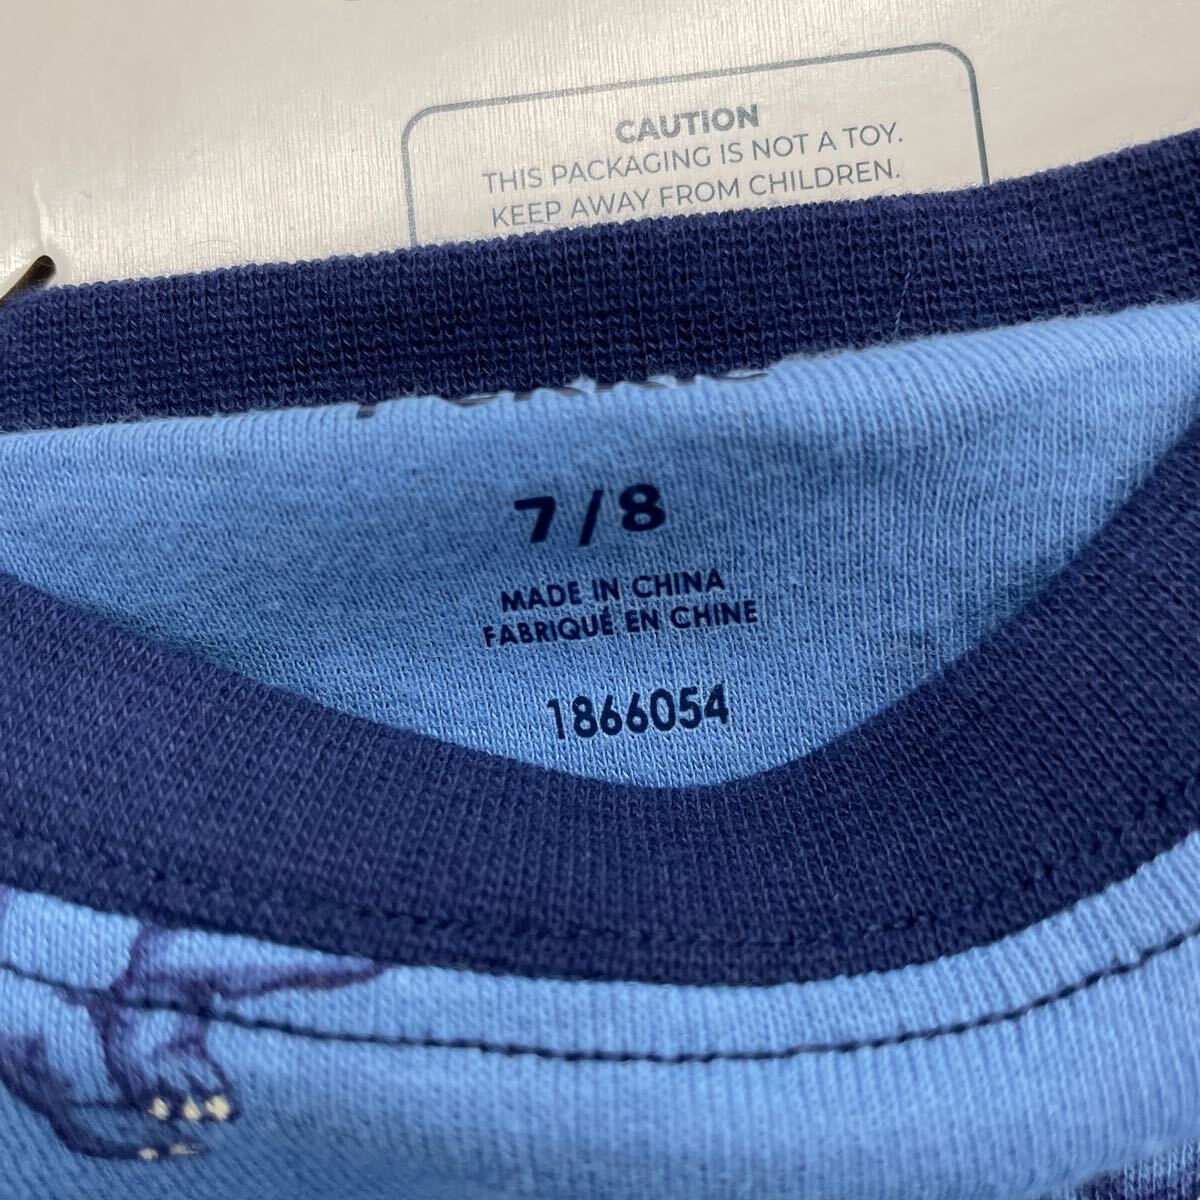 CAUTION
THIS PACKAGING IS NOT A TOY.
KEEP AWAY FROM CHILDREN.
7/8
MADE IN CHINA
FABRIQUÉ EN CHINE
1866054